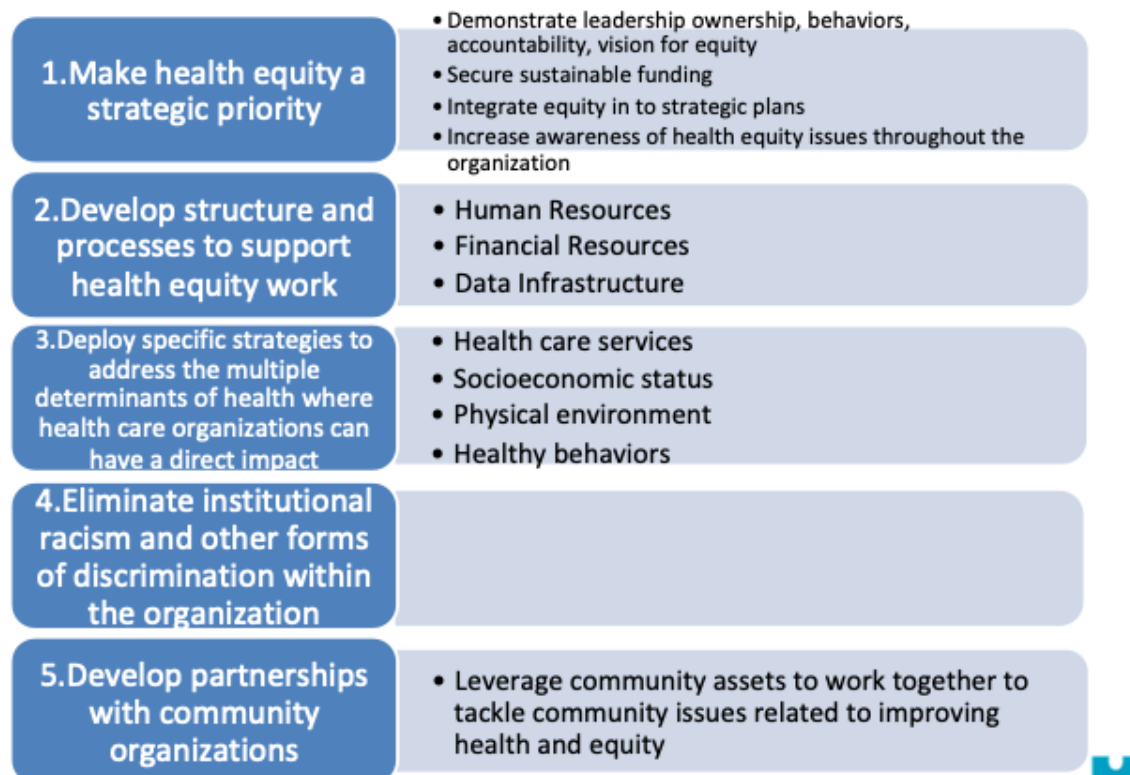 1.Make health equity a
strategic priority
• Demonstrate leadership ownership, behaviors,
accountability, vision for equity
• Secure sustainable funding
• Integrate equity in to strategic plans
• Increase awareness of health equity issues throughout the
organization
2.Develop structure and
processes to support
health equity work
• Human Resources
• Financial Resources
• Data Infrastructure
3.Deploy specific strategies to
address the multiple
determinants of health where
health care organizations can
have a direct impact
• Health care services
• Socioeconomic status
• Physical environment
• Healthy behaviors
4.Eliminate institutional
racism and other forms
of discrimination within
the organization
5.Develop partnerships
with community
organizations
• Leverage community assets to work together to
tackle community issues related to improving
health and equity